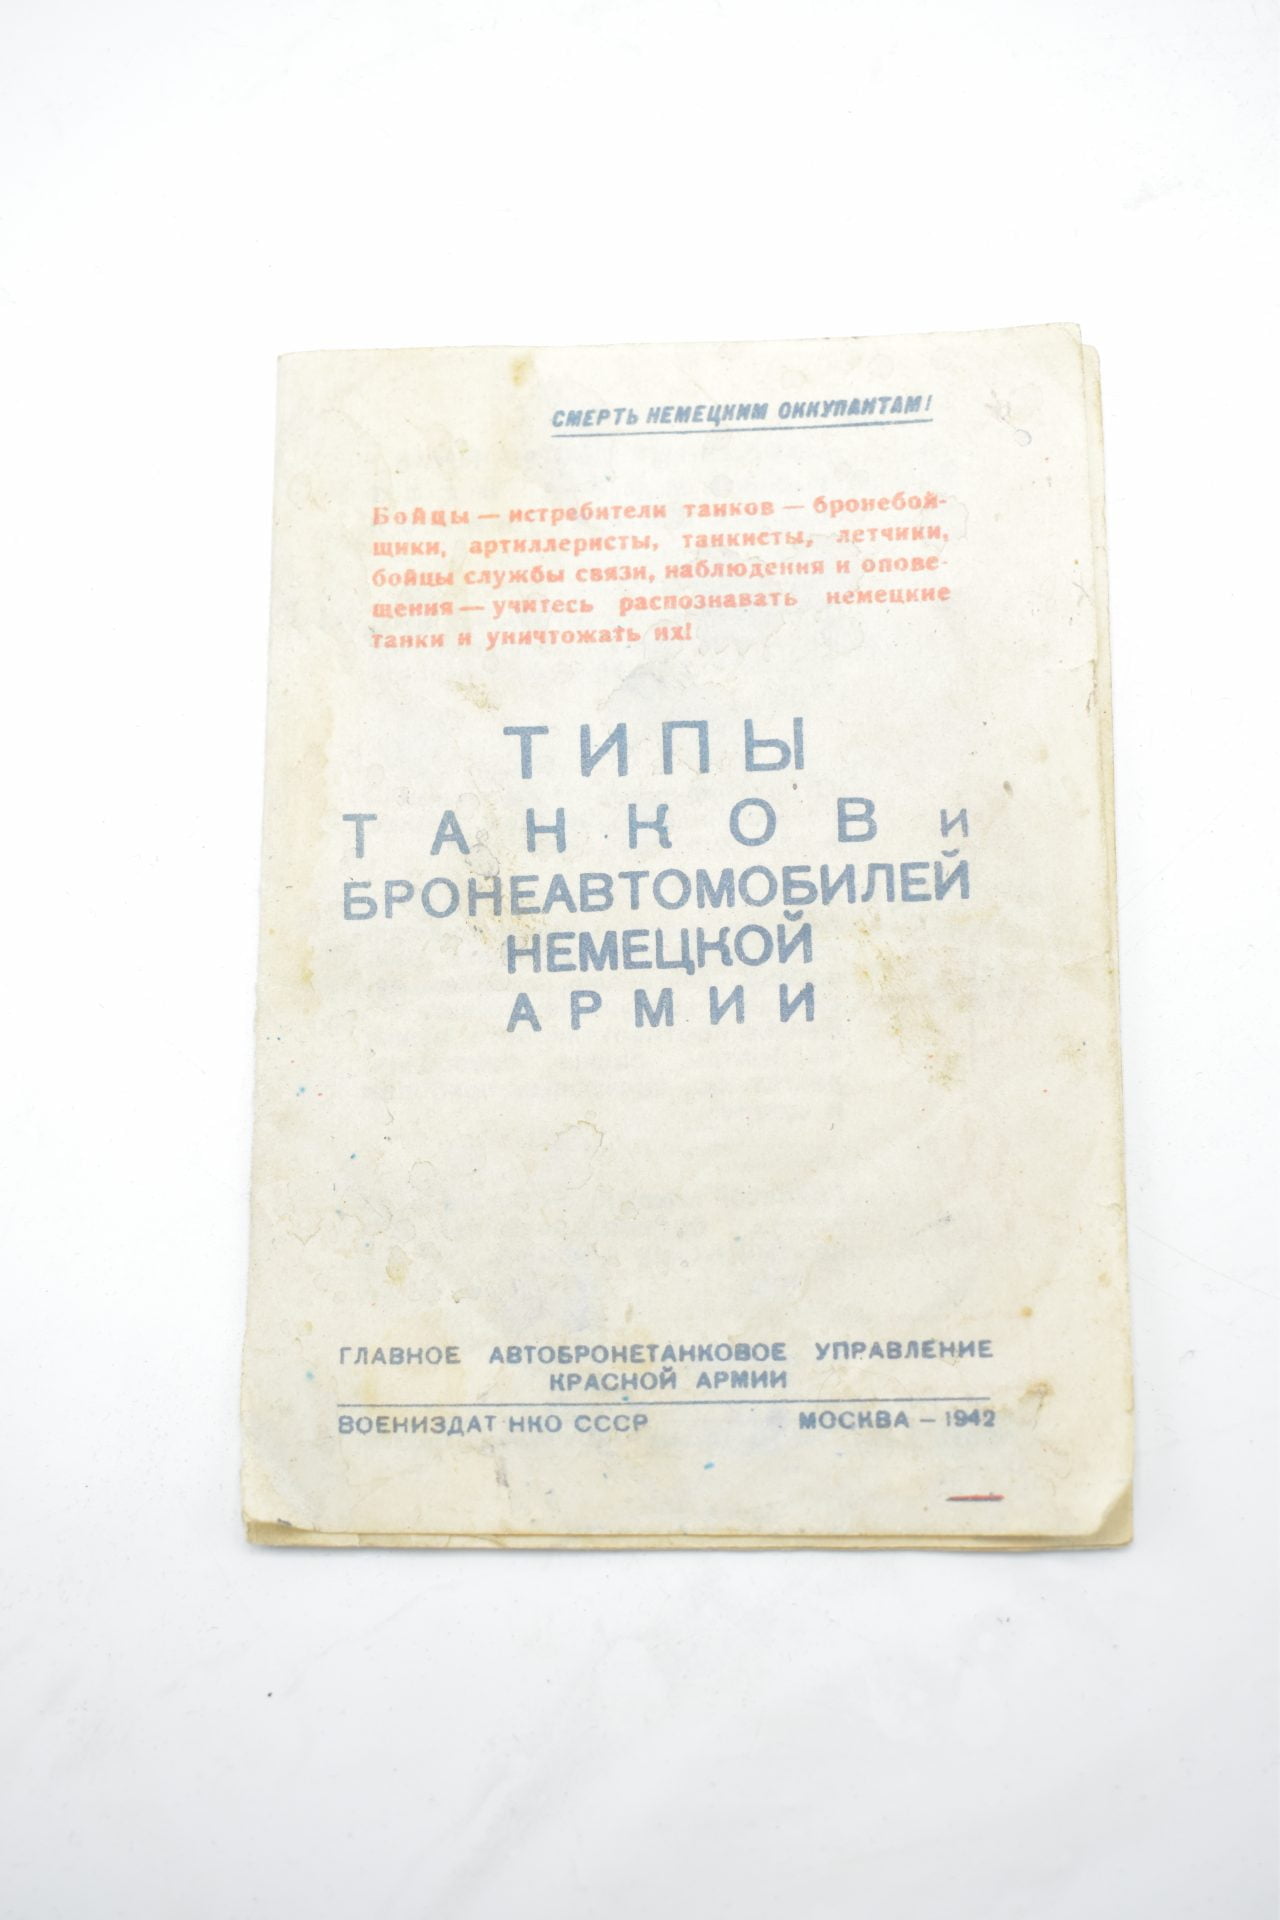 СМЕРТЬ НЕМЕЦКИМ ОККУПАНТАМ!
Бойцы — истребители танков — бронебой-
щики, артиллеристы, танкисты, летчики,
бойцы службы связи, наблюдения и опове-
щения — учитесь распознавать немецкие
танки и уничтожать их!
ТИПЫ
ТАНКОВ и
БРОНЕАВТОМОБИЛЕЙ
НЕМЕЦКОЙ
АРМИИ
ГЛАВНОЕ АВТОБРОНЕТАНКОВОЕ УПРАВЛЕНИЕ
КРАСНОЙ АРМИИ
ВОЕНИЗДАТ НКО СССР МОСКВА — 1942